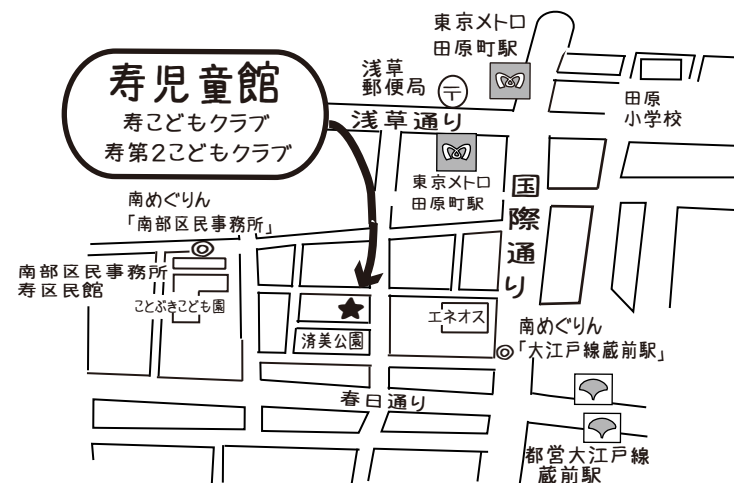 東京メトロ
田原町駅
寿児童館
寿こどもクラブ
寿第2こどもクラブ
浅草
郵便局
〒
浅草通り
田原
小学校
東京メトロ
田原町駅
国際通り
南めぐりん
「南部区民事務所」
南部区民事務所
寿区民館
ことぶきこども園
エネオス
済美公園
南めぐりん
「大江戸線蔵前駅」
春日通り
都営大江戸線
蔵前駅